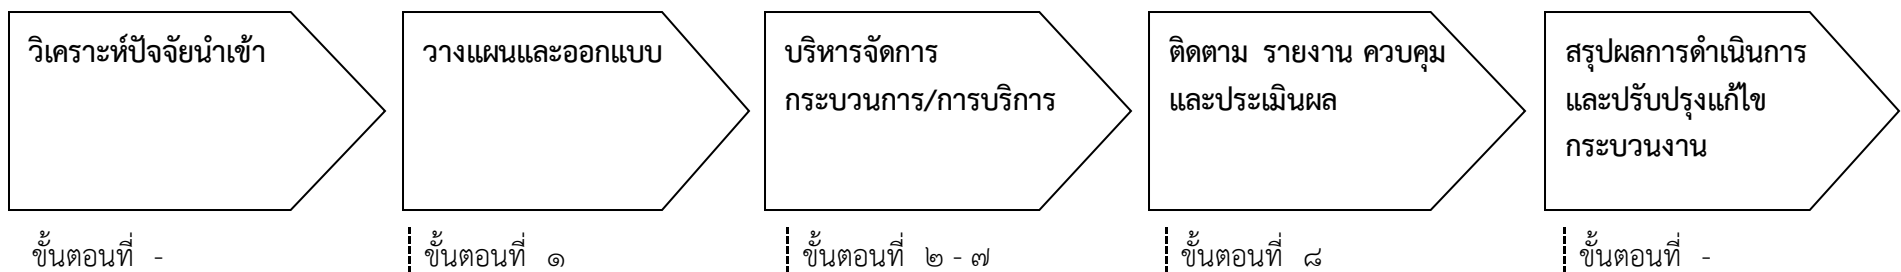 วิเคราะห์ปัจจัยนำเข้า
วางแผนและออกแบบ
บริหารจัดการ
กระบวนการ/การบริการ
ติดตาม รายงาน ควบคุม
และประเมินผล
สรุปผลการดำเนินการ
และปรับปรุงแก้ไข
กระบวนงาน
ขั้นตอนที่ -
ขั้นตอนที่ ๑
ขั้นตอนที่ ๒ - ๗
ขั้นตอนที่ ๘
ขั้นตอนที่ -